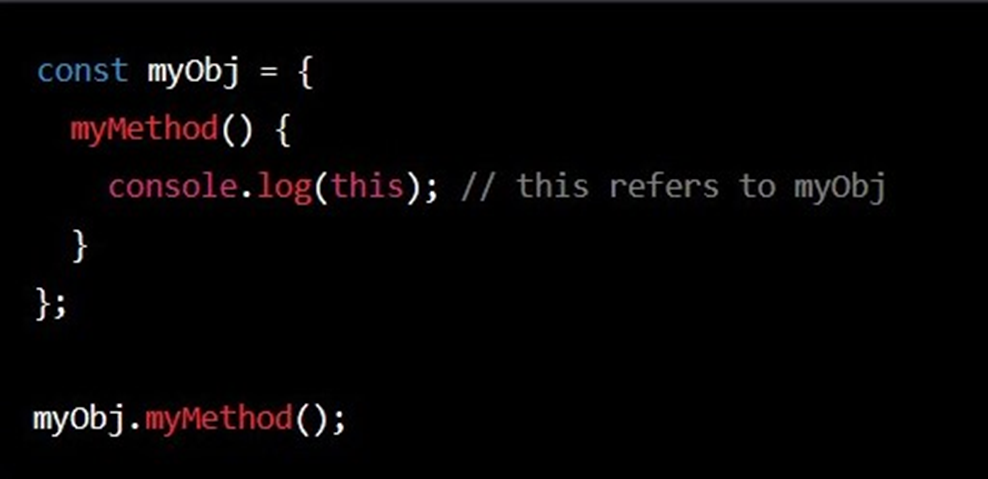 const myObj = {
  myMethod() {
    console.log(this); // this refers to myObj
  }
};
myObj.myMethod();